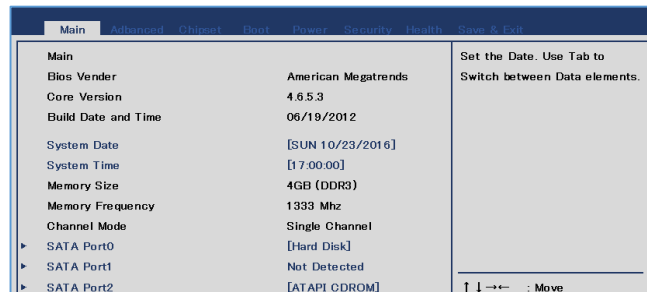 Main Advanced Chipset Boot Power Security Health Save & Exit
Main
Bios Vender American Megatrends
Core Version 4.6.5.3
Build Date and Time 06/19/2012
System Date [SUN 10/23/2016]
System Time [17:00:00]
Memory Size 4GB (DDR3)
Memory Frequency 1333 Mhz
Channel Mode Single Channel
SATA Port0 [Hard Disk]
SATA Port1 Not Detected
SATA Port2 [ATAPI CDROM]
Set the Date. Use Tab to
Switch between Data elements.
↑↓→← : Move